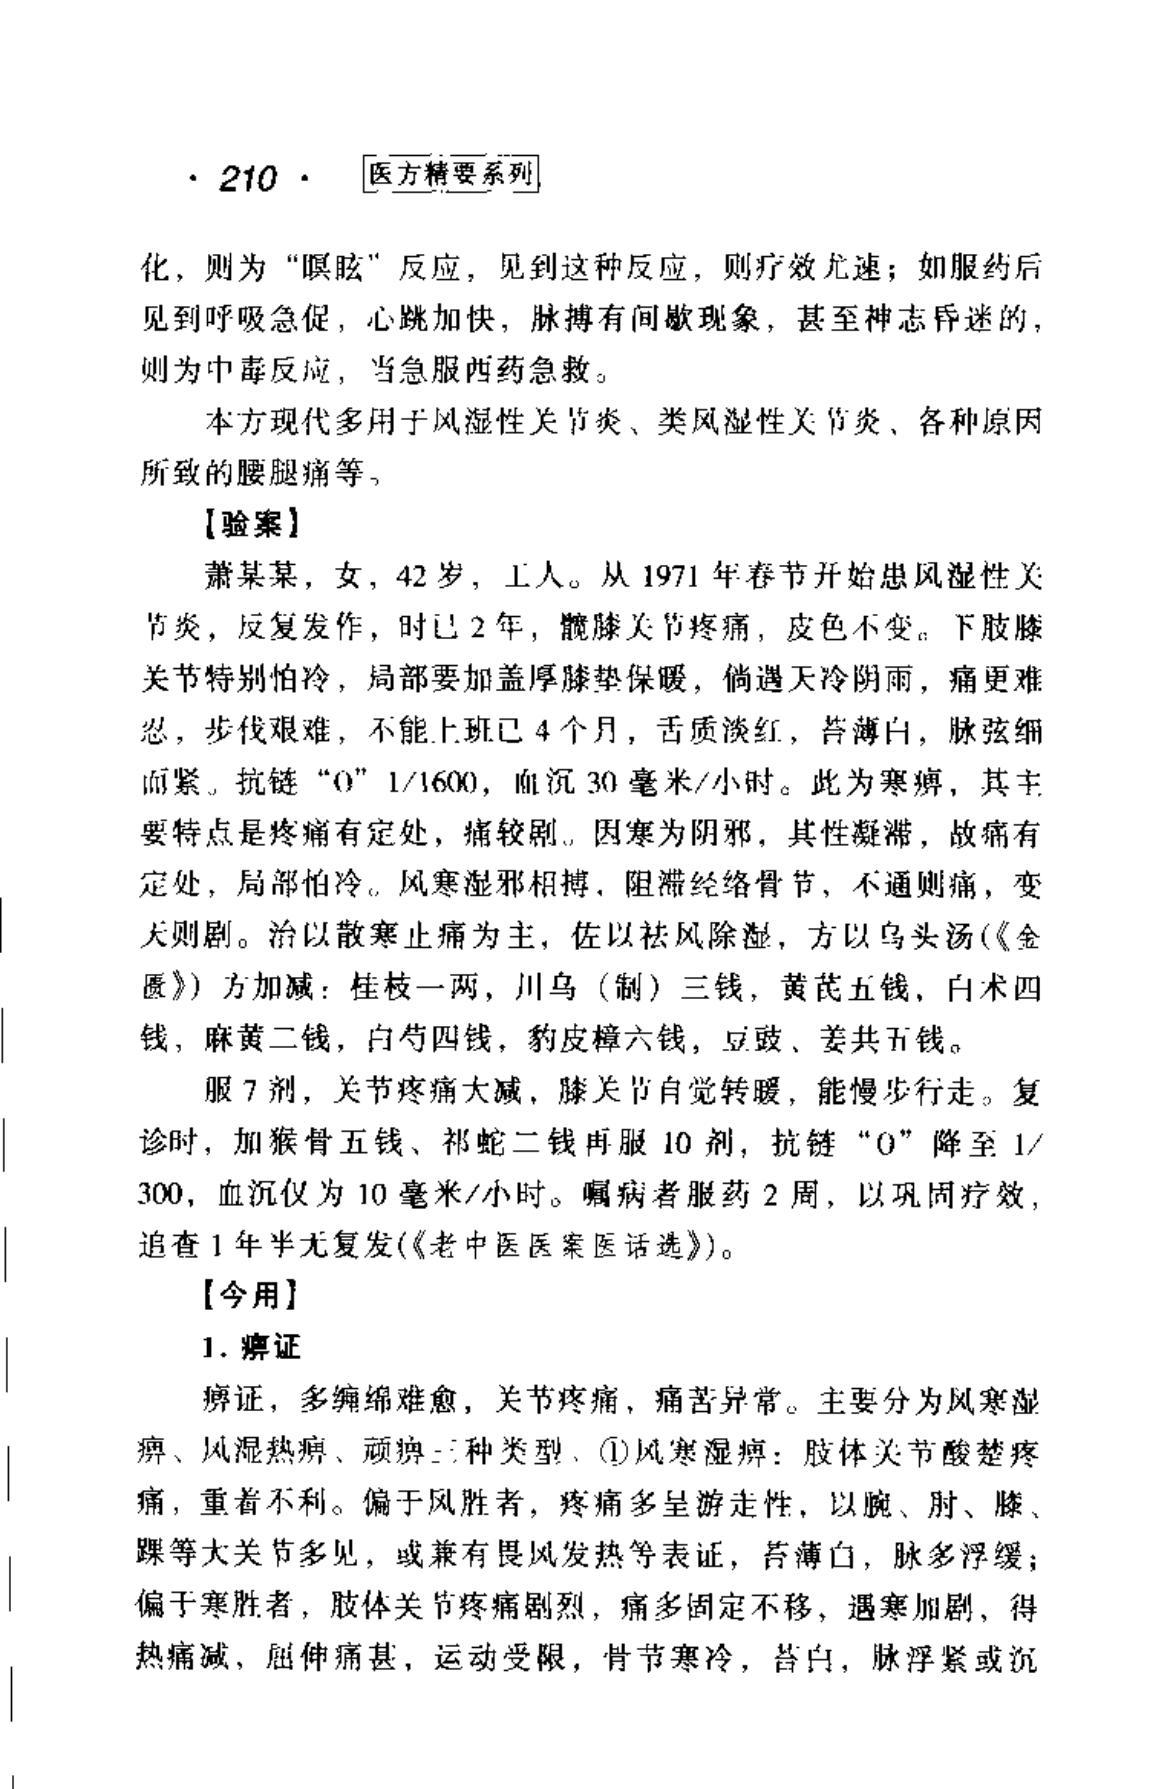 · 210 · 医方精要系列
化，则为“瞑眩”反应，见到这种反应，则疗效尤速；如服药后
见到呼吸急促，心跳加快，脉搏有间歇现象，甚至神志昏迷的，
则为中毒反应，当急服西药急救。
本方现代多用于风湿性关节炎、类风湿性关节炎、各种原因
所致的腰腿痛等。
【验案】
萧某某，女，42岁，工人。从1971年春节开始患风湿性关
节炎，反复发作，时已2年，髋膝关节疼痛，皮色不变。下肢膝
关节特别怕冷，局部要加盖厚膝垫保暖，倘遇天冷阴雨，痛更难
忍，步伐艰难，不能上班已4个月，舌质淡红，苔薄白，脉弦细
而紧。抗链“O”1/1600，血沉30毫米/小时。此为寒痹，其主
要特点是疼痛有定处，痛较剧。因寒为阴邪，其性凝滞，故痛有
定处，局部怕冷。风寒湿邪相搏，阻滞经络骨节，不通则痛，变
天则剧。治以散寒止痛为主，佐以祛风除湿，方以乌头汤(《金
匮》）方加减：桂枝一两，川乌（制）三钱，黄芪五钱，白术四
钱，麻黄二钱，白芍四钱，豹皮樟六钱，豆豉、姜共五钱。
服7剂，关节疼痛大减，膝关节自觉转暖，能慢步行走。复
诊时，加猴骨五钱、祁蛇二钱再服10剂，抗链“O”降至1/
300，血沉仅为10毫米/小时。嘱病者服药2周，以巩固疗效，
追查1年半无复发(《老中医医案医话选》)。
【今用】
1. 痹证
痹证，多缠绵难愈，关节疼痛，痛苦异常。主要分为风寒湿
痹、风湿热痹、顽痹三种类型。①风寒湿痹：肢体关节酸楚疼
痛，重着不利。偏于风胜者，疼痛多呈游走性，以腕、肘、膝、
踝等大关节多见，或兼有畏风发热等表证，苔薄白，脉多浮缓；
偏于寒胜者，肢体关节疼痛剧烈，痛多固定不移，遇寒加剧，得
热痛减，屈伸痛甚，运动受限，骨节寒冷，苔白，脉浮紧或沉